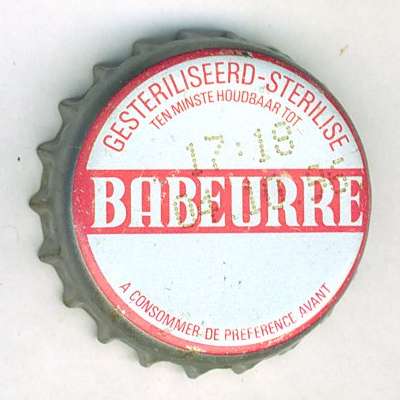 GESTERILISEERD-STERILISE
TEN MINSTE HOUDBAAR TOT
17:18
BABEURRE
A CONSOMMER DE PREFERENCE AVANT